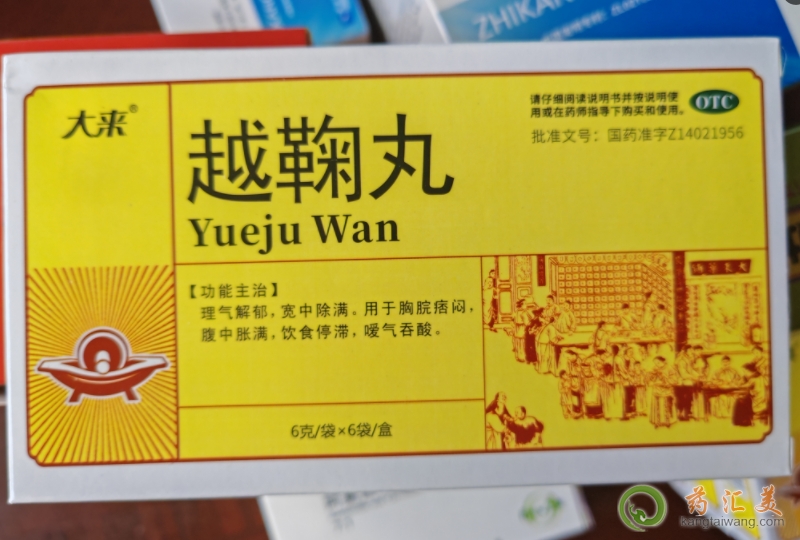 ZHIKAN
大来®
请仔细阅读说明书并按说明使
用或在药师指导下购买和使用。
OTC
批准文号：国药准字Z14021956
越鞠丸
Yueju Wan
【功能主治】
理气解郁，宽中除满。用于胸脘痞闷，
腹中胀满，饮食停滞，嗳气吞酸。
6克/袋×6袋/盒
药汇美
kangtaiwang.com